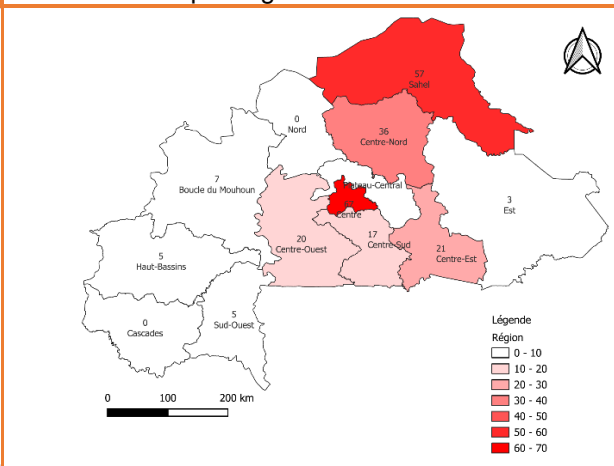 57
Sahel
0
Nord
36
Centre-Nord
7
Boucle du Mouhoun
Plateau-Central
Centre
3
Est
20
Centre-Ouest
17
Centre-Sud
21
Centre-Est
5
Haut-Bassins
5
Sud-Ouest
0
Cascades
Légende
Région
0 - 10
10 - 20
20 - 30
30 - 40
40 - 50
50 - 60
60 - 70
0 100 200 km